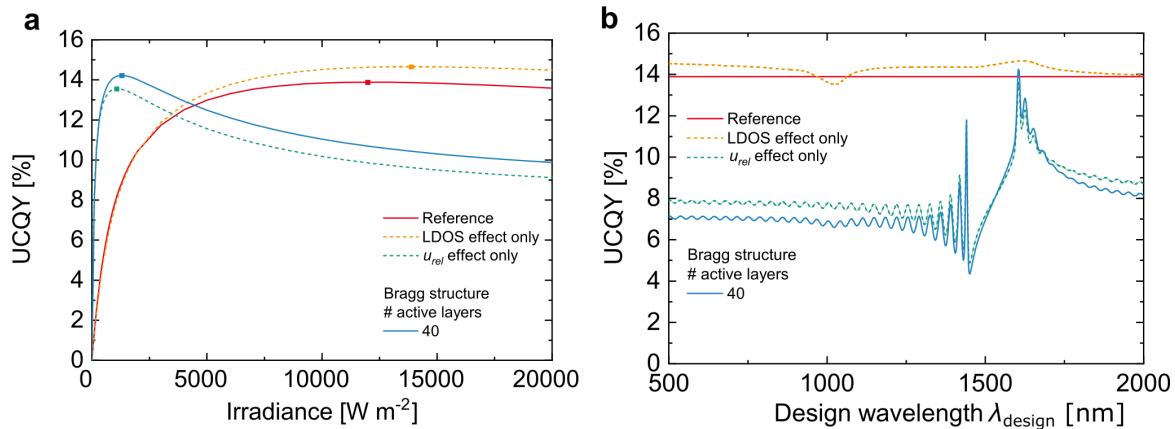 a
UCQY [%]
16
14
12
10
8
6
4
2
0
0
5000
10000
15000
20000
Irradiance [W m⁻²]
Reference
LDOS effect only
u_rel effect only
Bragg structure
# active layers
40
b
UCQY [%]
16
14
12
10
8
6
4
2
0
500
1000
1500
2000
Design wavelength λ_design [nm]
Reference
LDOS effect only
u_rel effect only
Bragg structure
# active layers
40